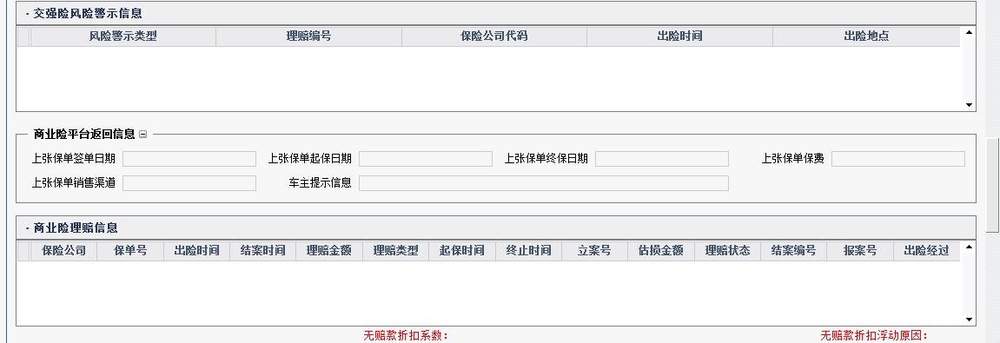 · 交强险风险警示信息
风险警示类型 理赔编号 保险公司代码 出险时间 出险地点
商业险平台返回信息
上张保单签单日期 上张保单起保日期 上张保单终保日期 上张保单保费
上张保单销售渠道 车主提示信息
· 商业险理赔信息
保险公司 保单号 出险时间 结案时间 理赔金额 理赔类型 起保时间 终止时间 立案号 估损金额 理赔状态 结案编号 报案号 出险经过
无赔款折扣系数: 无赔款折扣浮动原因: